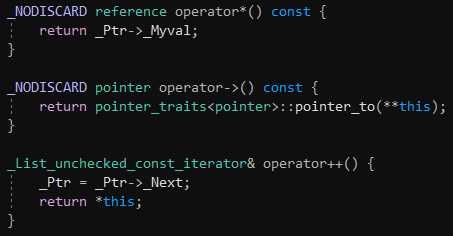 _NODISCARD reference operator*() const {
    return _Ptr->_Myval;
}

_NODISCARD pointer operator->() const {
    return pointer_traits<pointer>::pointer_to(**this);
}

_List_unchecked_const_iterator& operator++() {
    _Ptr = _Ptr->_Next;
    return *this;
}